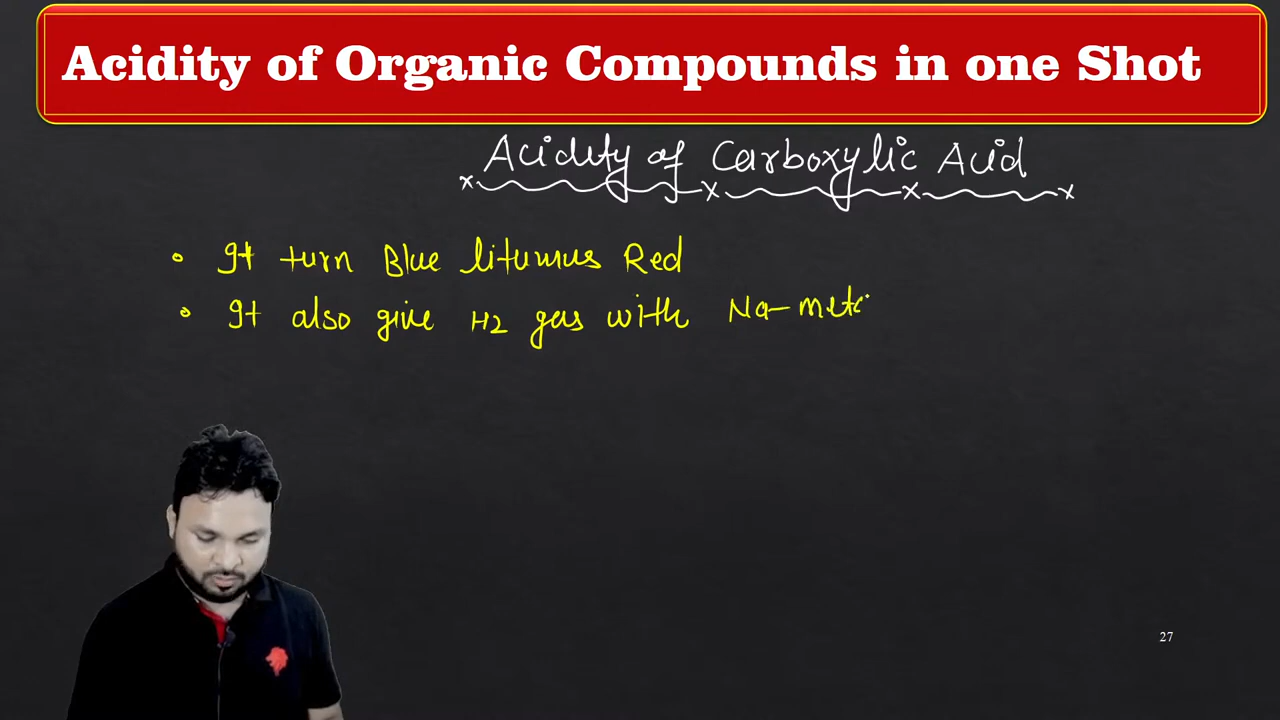 Acidity of Organic Compounds in one Shot
Acidity of Carboxylic Acid
• It turn Blue litumus Red
• It also give H2 gas with Na-meta
27